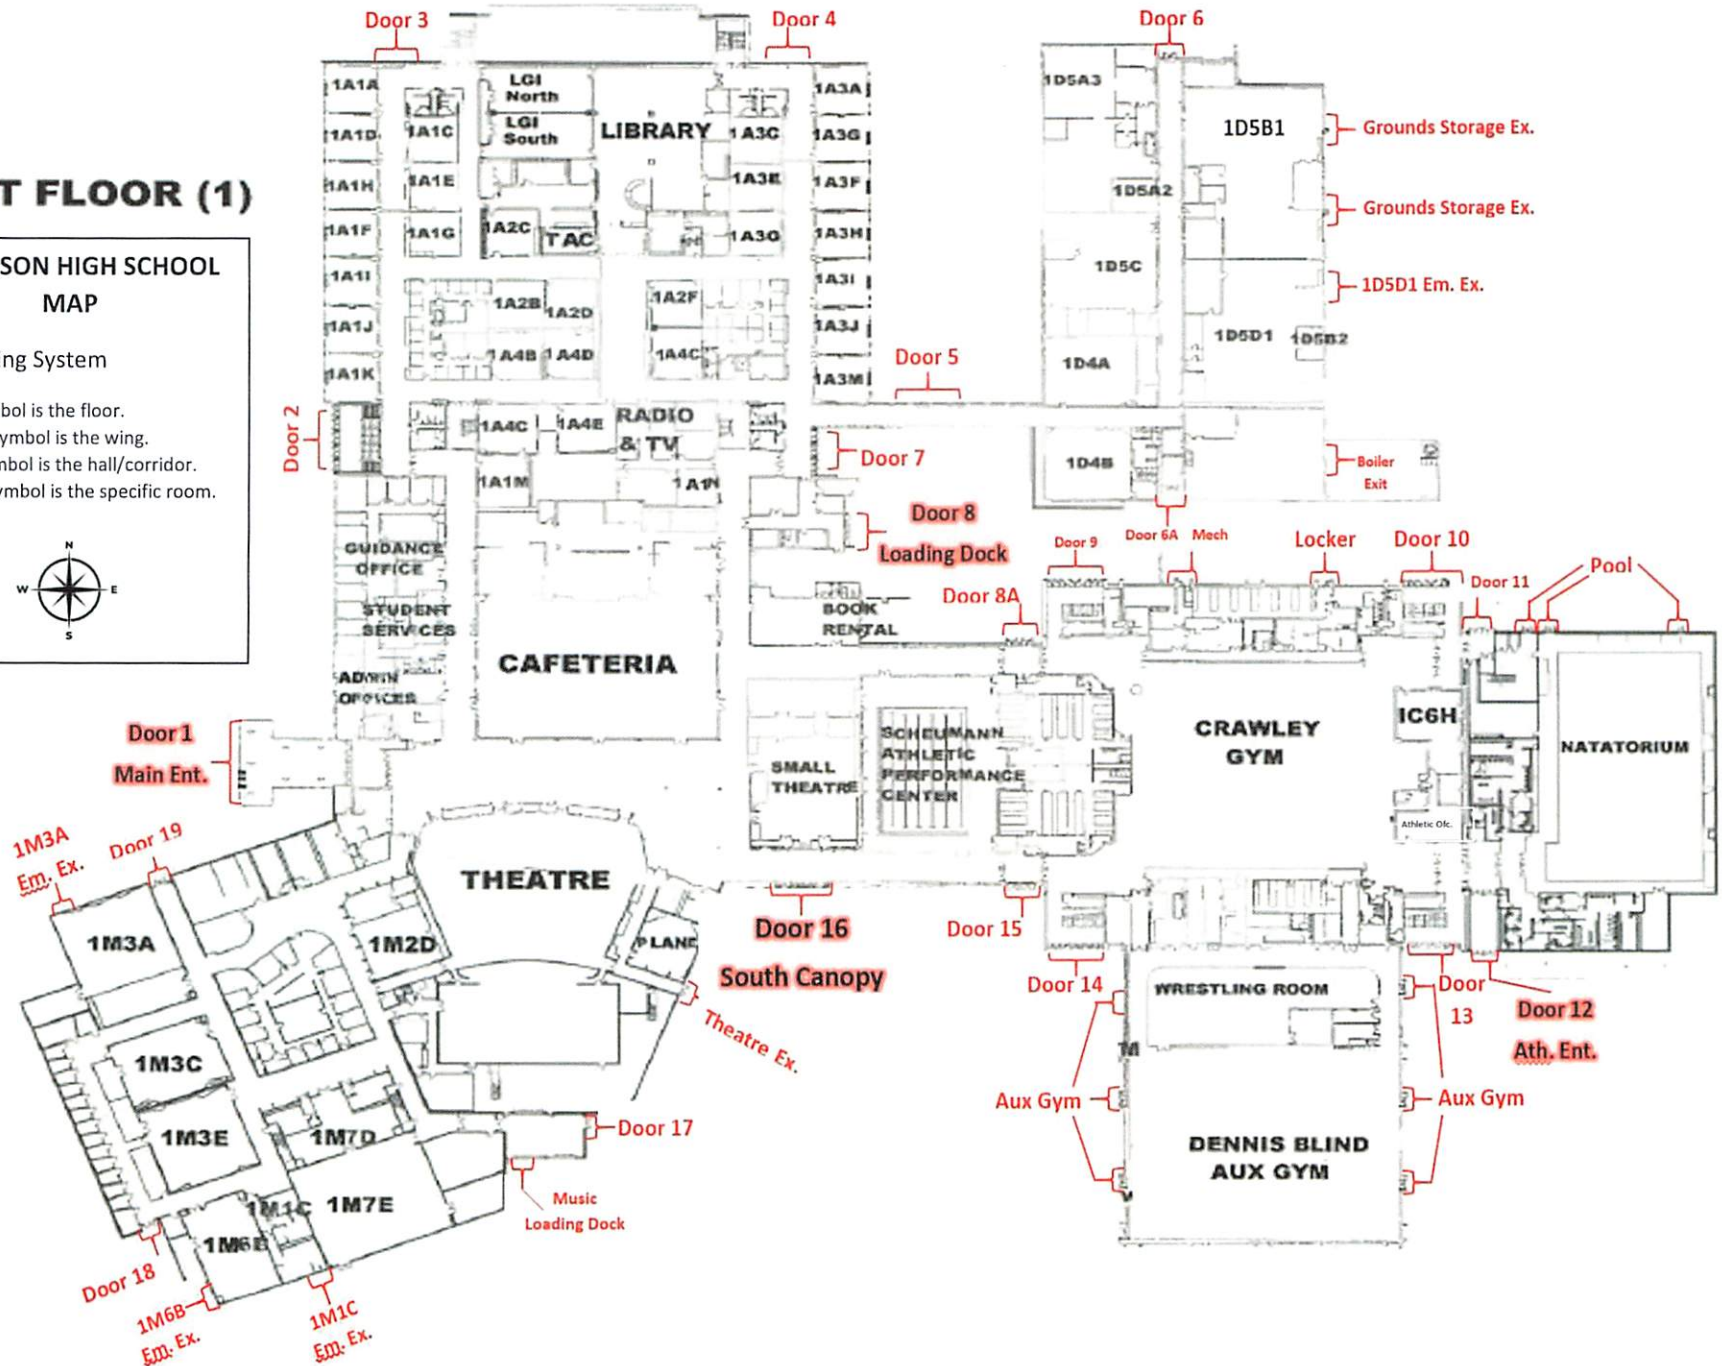 Door 3
Door 4
Door 6
T FLOOR (1)
SON HIGH SCHOOL
MAP
ing System
bol is the floor.
ymbol is the wing.
mbol is the hall/corridor.
ymbol is the specific room.
N
W
E
S
1A1A
1A1D
1A1H
1A1F
1A1I
1A1J
1A1K
1A1C
1A1E
1A1G
LGI
North
LGI
South
LIBRARY
1A2C
TAC
1A3C
1A3E
1A3G
1A3A
1A3G
1A3F
1A3H
1A3I
1A3J
1A3M
1A2B
1A2D
1A2F
1A4B
1A4D
1A4C
1D5A3
1D5B1
1D5A2
1D5C
1D5D1
1D5B2
1D4A
Grounds Storage Ex.
Grounds Storage Ex.
1D5D1 Em. Ex.
Door 5
Door 2
1A4C
1A4E
RADIO
& TV
1A1M
1A1N
Door 7
1D4B
Boiler
Exit
Door 8
Loading Dock
Door 6A
Mech
Door 9
Locker
Door 10
Door 11
Pool
GUIDANCE
OFFICE
STUDENT
SERVICES
ADMIN
OFFICES
CAFETERIA
BOOK
RENTAL
Door 8A
Door 1
Main Ent.
SMALL
THEATRE
SCHEUMANN
ATHLETIC
PERFORMANCE
CENTER
CRAWLEY
GYM
IC6H
Athletic Ofc.
NATATORIUM
1M3A
Em. Ex.
Door 19
THEATRE
1M3A
1M2D
PLANE
Door 16
South Canopy
Door 15
Door 14
WRESTLING ROOM
Door
13
Door 12
Ath. Ent.
Theatre Ex.
1M3C
1M3E
1M7D
1M1C
1M7E
1M6B
M
Aux Gym
Aux Gym
DENNIS BLIND
AUX GYM
Door 17
Music
Loading Dock
Door 18
1M6B
Em. Ex.
1M1C
Em. Ex.